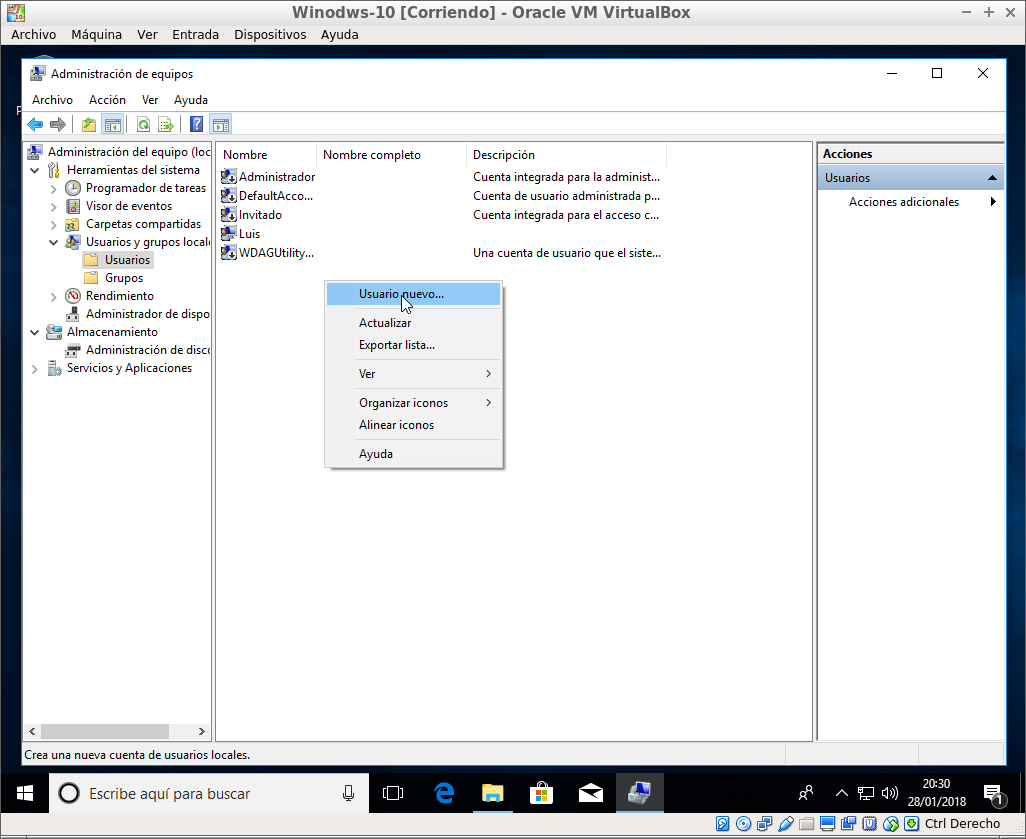 Winodws-10 [Corriendo] - Oracle VM VirtualBox
Archivo Máquina Ver Entrada Dispositivos Ayuda
Administración de equipos
Archivo Acción Ver Ayuda
Administración del equipo (loc
Herramientas del sistema
Programador de tareas
Visor de eventos
Carpetas compartidas
Usuarios y grupos locale
Usuarios
Grupos
Rendimiento
Administrador de dispo
Almacenamiento
Administración de disco
Servicios y Aplicaciones
Nombre Nombre completo Descripción
Administrador Cuenta integrada para la administ...
DefaultAcco... Cuenta de usuario administrada p...
Invitado Cuenta integrada para el acceso c...
Luis
WDAGUtility... Una cuenta de usuario que el siste...
Usuario nuevo...
Actualizar
Exportar lista...
Ver
Organizar iconos
Alinear iconos
Ayuda
Acciones
Usuarios
Acciones adicionales
Crea una nueva cuenta de usuarios locales.
Escribe aquí para buscar
20:30
28/01/2018
1
Ctrl Derecho